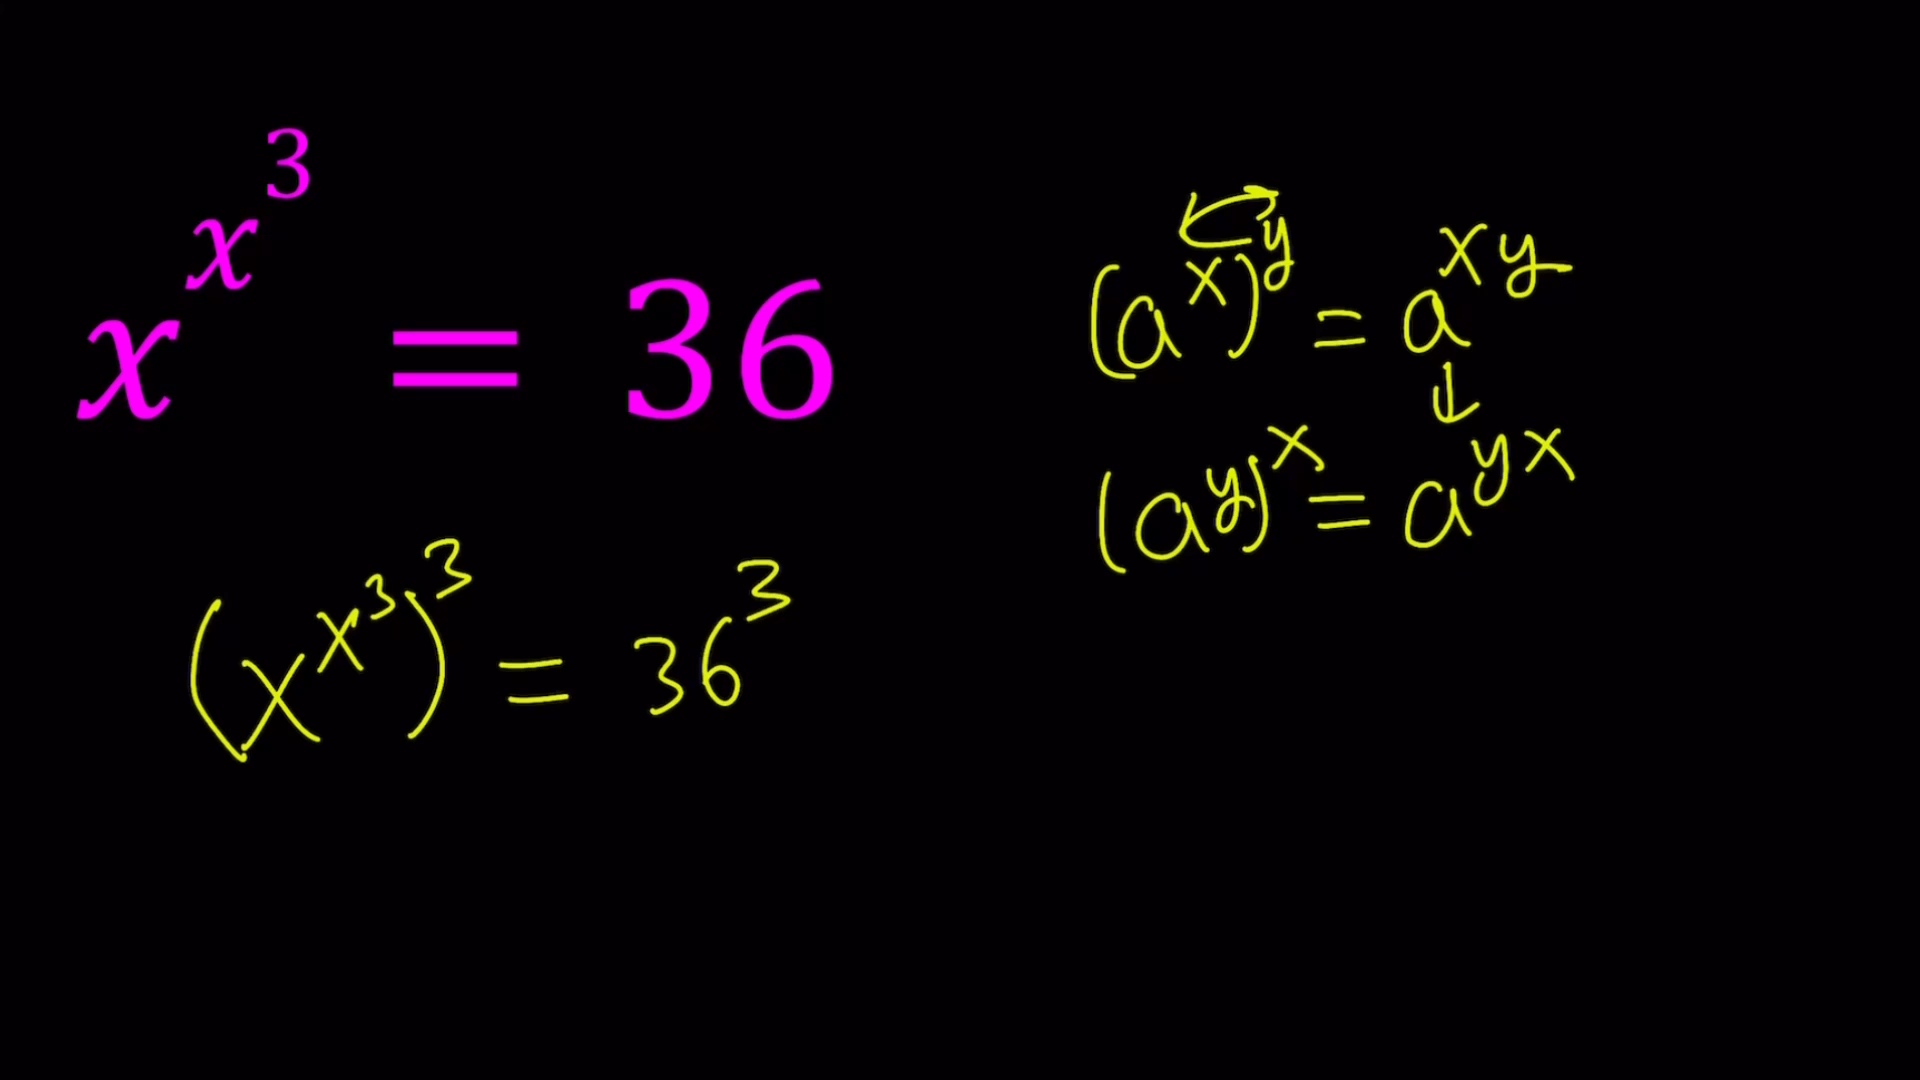 x^{x^3} = 36
(x^{x^3})^3 = 36^3
(a^x)^y = a^{xy}
↓
(a^y)^x = a^{yx}